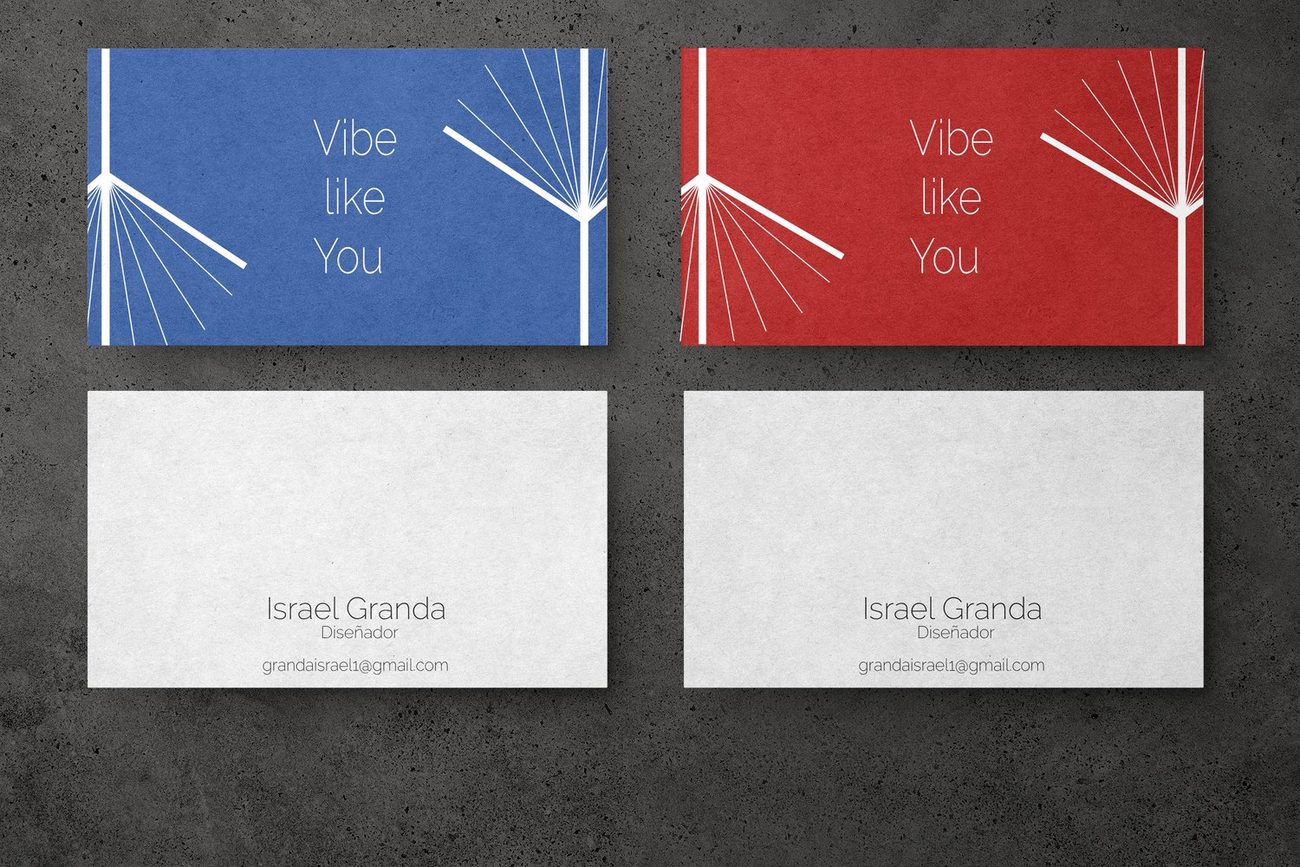 Vibe
like
You
Vibe
like
You
Israel Granda
Diseñador
grandaisrael1@gmail.com
Israel Granda
Diseñador
grandaisrael1@gmail.com